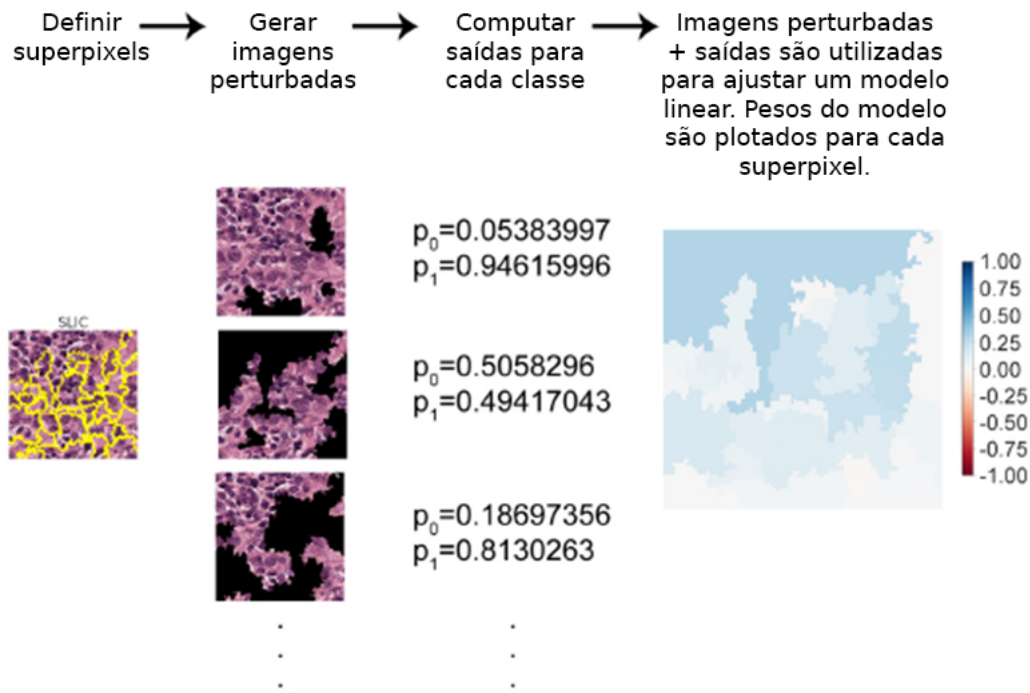 Definir
superpixels
Gerar
imagens
perturbadas
Computar
saídas para
cada classe
Imagens perturbadas
+ saídas são utilizadas
para ajustar um modelo
linear. Pesos do modelo
são plotados para cada
superpixel.
SLIC
p0=0.05383997
p1=0.94615996
p0=0.5058296
p1=0.49417043
p0=0.18697356
p1=0.8130263
1.00
0.75
0.50
0.25
0.00
-0.25
-0.50
-0.75
-1.00